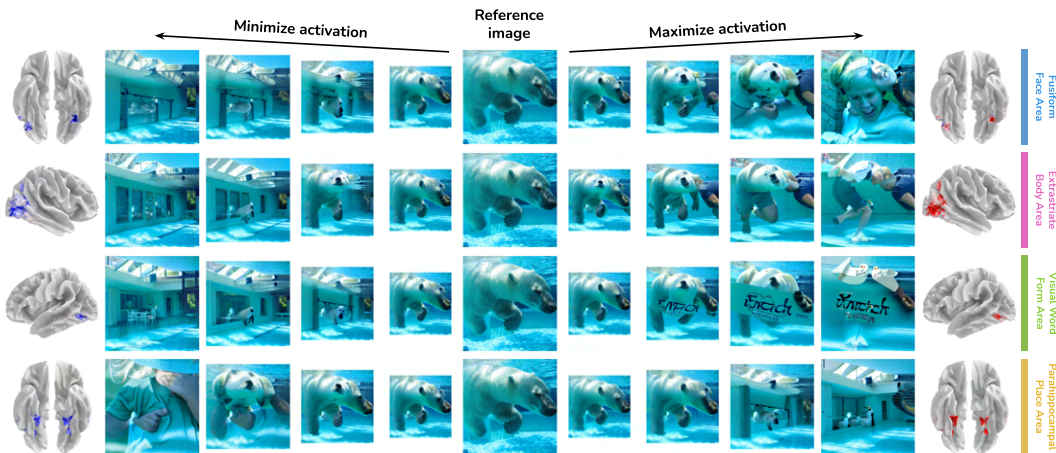 Minimize activation
Reference
image
Maximize activation
Fusiform
Face Area
Extrastriate
Body Area
Visual Word
Form Area
Parahippocampal
Place Area